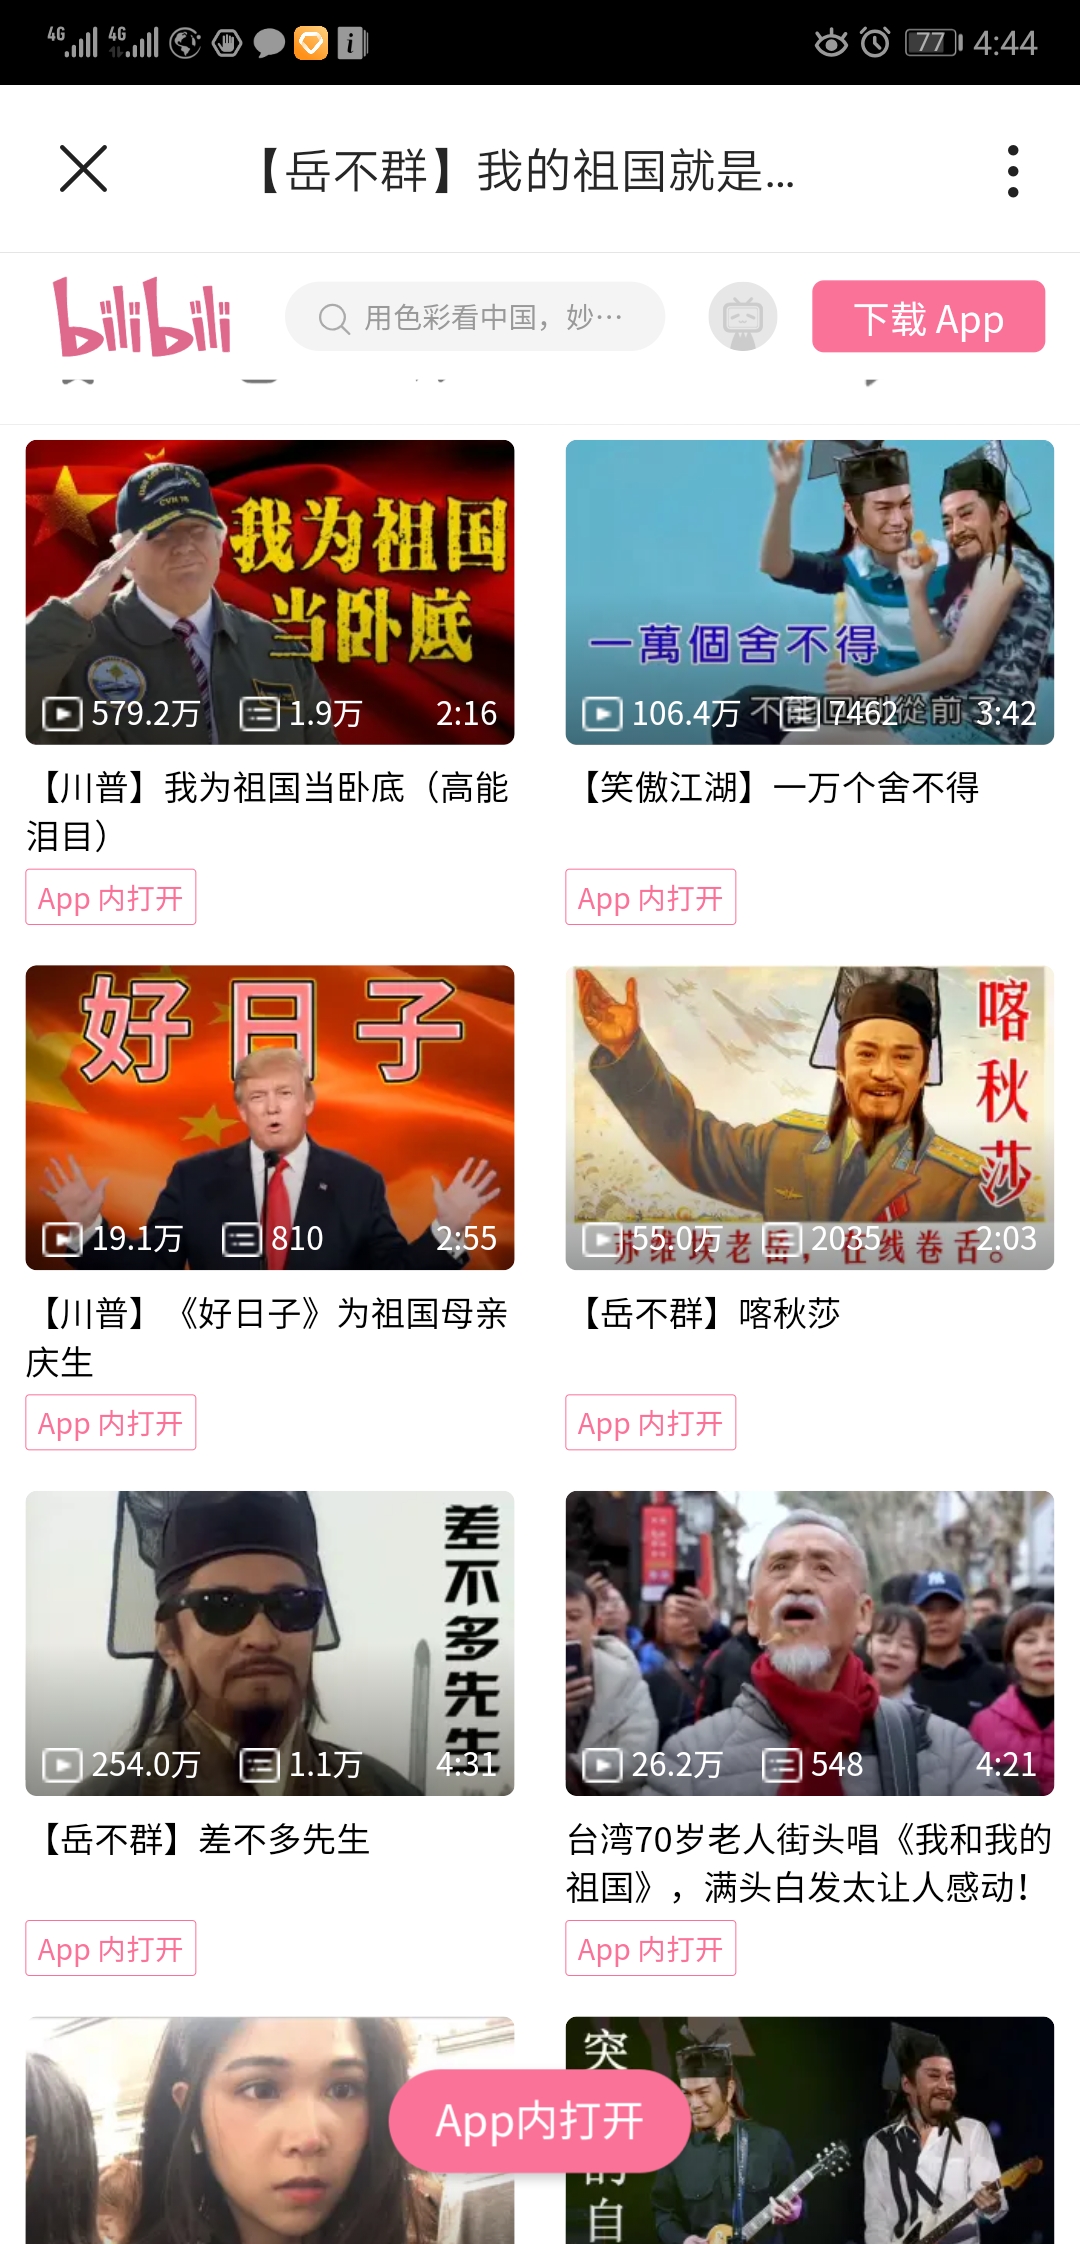 4G 4G 77 4:44
【岳不群】我的祖国就是...
bilibili 用色彩看中国，妙… 下载 App
CVN 78
我为祖国
当卧底
579.2万 1.9万 2:16
一萬個舍不得
106.4万 7462 3:42
【川普】我为祖国当卧底（高能
泪目）
【笑傲江湖】一万个舍不得
App 内打开 App 内打开
好日子
19.1万 810 2:55
喀秋莎
55.0万 2035 2:03
【川普】《好日子》为祖国母亲
庆生
【岳不群】喀秋莎
App 内打开 App 内打开
差不多先生
254.0万 1.1万 4:31
26.2万 548 4:21
【岳不群】差不多先生
台湾70岁老人街头唱《我和我的
祖国》，满头白发太让人感动！
App 内打开 App 内打开
突
的
自
App内打开